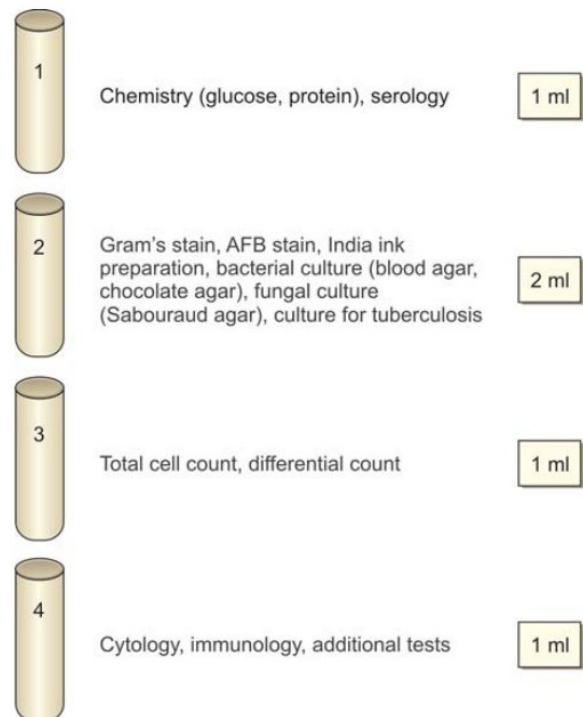 1
Chemistry (glucose, protein), serology
1 ml
2
Gram's stain, AFB stain, India ink
preparation, bacterial culture (blood agar,
chocolate agar), fungal culture
(Sabouraud agar), culture for tuberculosis
2 ml
3
Total cell count, differential count
1 ml
4
Cytology, immunology, additional tests
1 ml